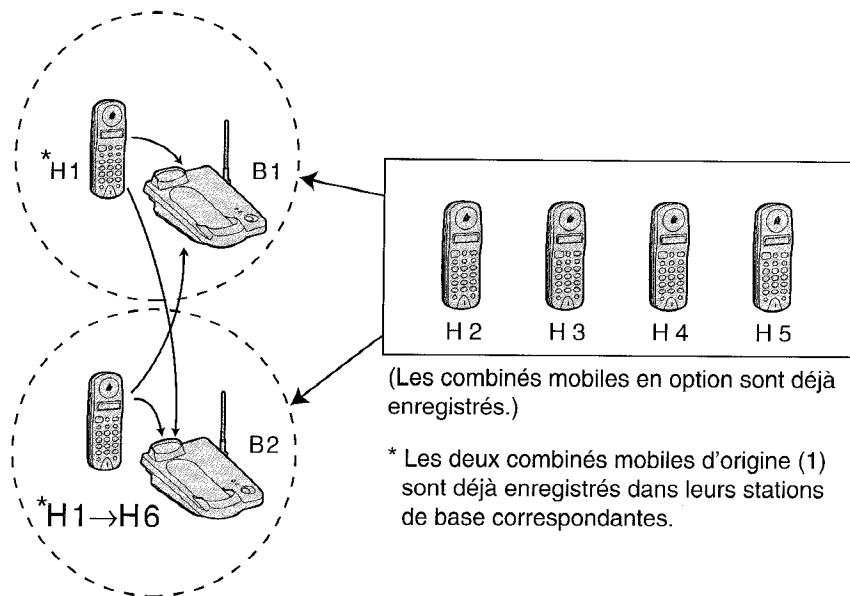 *H1
B1
H 2 H 3 H 4 H 5
(Les combinés mobiles en option sont déjà
enregistrés.)
B2
*H1→H6
* Les deux combinés mobiles d'origine (1)
sont déjà enregistrés dans leurs stations
de base correspondantes.